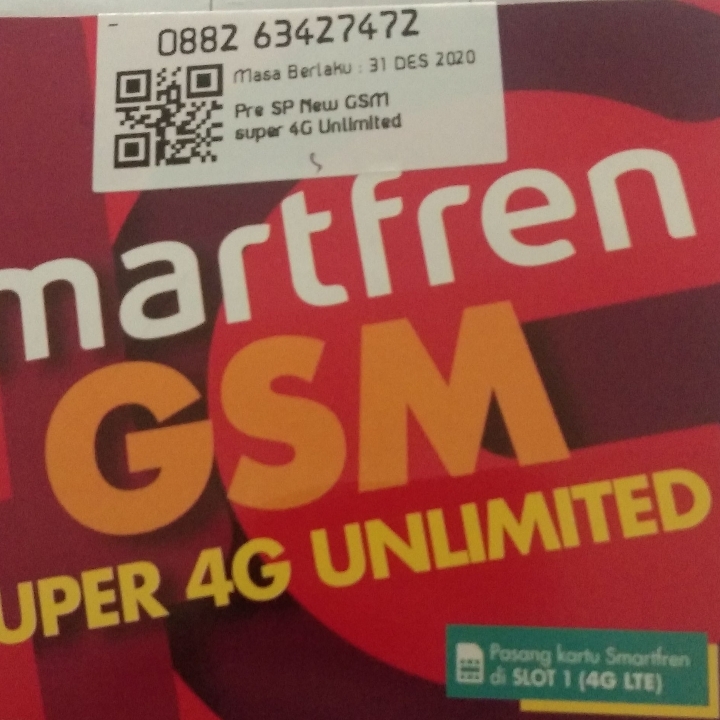 0882 63427472
Masa Berlaku : 31 DES 2020
Pre SP New GSM
super 4G Unlimited
martfren
GSM
UPER 4G UNLIMITED
Pasang kartu Smartfren
di SLOT 1 (4G LTE)